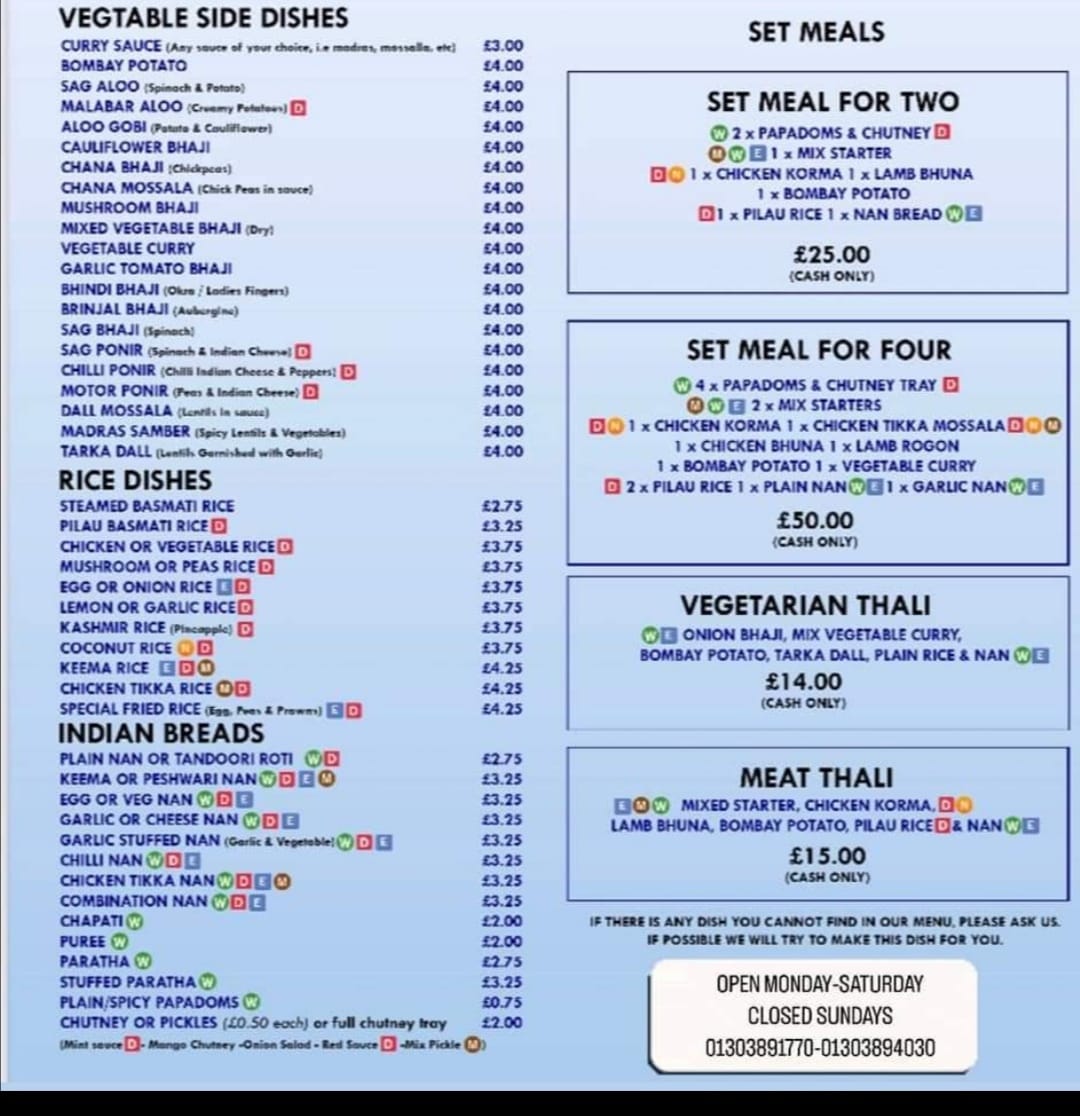 VEGTABLE SIDE DISHES
CURRY SAUCE (Any sauce of your choice, i.e madras, mossalla, etc) £3.00
BOMBAY POTATO £4.00
SAG ALOO (Spinach & Potato) £4.00
MALABAR ALOO (Creamy Potatoes) D £4.00
ALOO GOBI (Potato & Cauliflower) £4.00
CAULIFLOWER BHAJI £4.00
CHANA BHAJI (Chickpeas) £4.00
CHANA MOSSALA (Chick Peas in sauce) £4.00
MUSHROOM BHAJI £4.00
MIXED VEGETABLE BHAJI (Dry) £4.00
VEGETABLE CURRY £4.00
GARLIC TOMATO BHAJI £4.00
BHINDI BHAJI (Okra / Ladies Fingers) £4.00
BRINJAL BHAJI (Aubergine) £4.00
SAG BHAJI (Spinach) £4.00
SAG PONIR (Spinach & Indian Cheese) D £4.00
CHILLI PONIR (Chilli Indian Cheese & Peppers) D £4.00
MOTOR PONIR (Peas & Indian Cheese) D £4.00
DALL MOSSALA (Lentils in sauce) £4.00
MADRAS SAMBER (Spicy Lentils & Vegetables) £4.00
TARKA DALL (Lentils Garnished with Garlic) £4.00
RICE DISHES
STEAMED BASMATI RICE £2.75
PILAU BASMATI RICE D £3.25
CHICKEN OR VEGETABLE RICE D £3.75
MUSHROOM OR PEAS RICE D £3.75
EGG OR ONION RICE E D £3.75
LEMON OR GARLIC RICE D £3.75
KASHMIR RICE (Pineapple) D £3.75
COCONUT RICE N D £3.75
KEEMA RICE E D M £4.25
CHICKEN TIKKA RICE M D £4.25
SPECIAL FRIED RICE (Egg, Peas & Prawns) E D £4.25
INDIAN BREADS
PLAIN NAN OR TANDOORI ROTI W D £2.75
KEEMA OR PESHWARI NAN W D E M £3.25
EGG OR VEG NAN W D E £3.25
GARLIC OR CHEESE NAN W D E £3.25
GARLIC STUFFED NAN (Garlic & Vegetable) W D E £3.25
CHILLI NAN W D E £3.25
CHICKEN TIKKA NAN W D E M £3.25
COMBINATION NAN W D E £3.25
CHAPATI W £2.00
PUREE W £2.00
PARATHA W £2.75
STUFFED PARATHA W £3.25
PLAIN/SPICY PAPADOMS W £0.75
CHUTNEY OR PICKLES (£0.50 each) or full chutney tray £2.00
(Mint sauce D - Mango Chutney -Onion Salad - Red Sauce D -Mix Pickle M)
SET MEALS
SET MEAL FOR TWO
W 2 x PAPADOMS & CHUTNEY D
M W E 1 x MIX STARTER
D N 1 x CHICKEN KORMA 1 x LAMB BHUNA
1 x BOMBAY POTATO
D 1 x PILAU RICE 1 x NAN BREAD W E
£25.00
(CASH ONLY)
SET MEAL FOR FOUR
W 4 x PAPADOMS & CHUTNEY TRAY D
M W E 2 x MIX STARTERS
D N 1 x CHICKEN KORMA 1 x CHICKEN TIKKA MOSSALA D N M
1 x CHICKEN BHUNA 1 x LAMB ROGON
1 x BOMBAY POTATO 1 x VEGETABLE CURRY
D 2 x PILAU RICE 1 x PLAIN NAN W E 1 x GARLIC NAN W E
£50.00
(CASH ONLY)
VEGETARIAN THALI
W E ONION BHAJI, MIX VEGETABLE CURRY,
BOMBAY POTATO, TARKA DALL, PLAIN RICE & NAN W E
£14.00
(CASH ONLY)
MEAT THALI
E M W MIXED STARTER, CHICKEN KORMA, D N
LAMB BHUNA, BOMBAY POTATO, PILAU RICE D & NAN W E
£15.00
(CASH ONLY)
IF THERE IS ANY DISH YOU CANNOT FIND IN OUR MENU, PLEASE ASK US.
IF POSSIBLE WE WILL TRY TO MAKE THIS DISH FOR YOU.
OPEN MONDAY-SATURDAY
CLOSED SUNDAYS
01303891770-01303894030